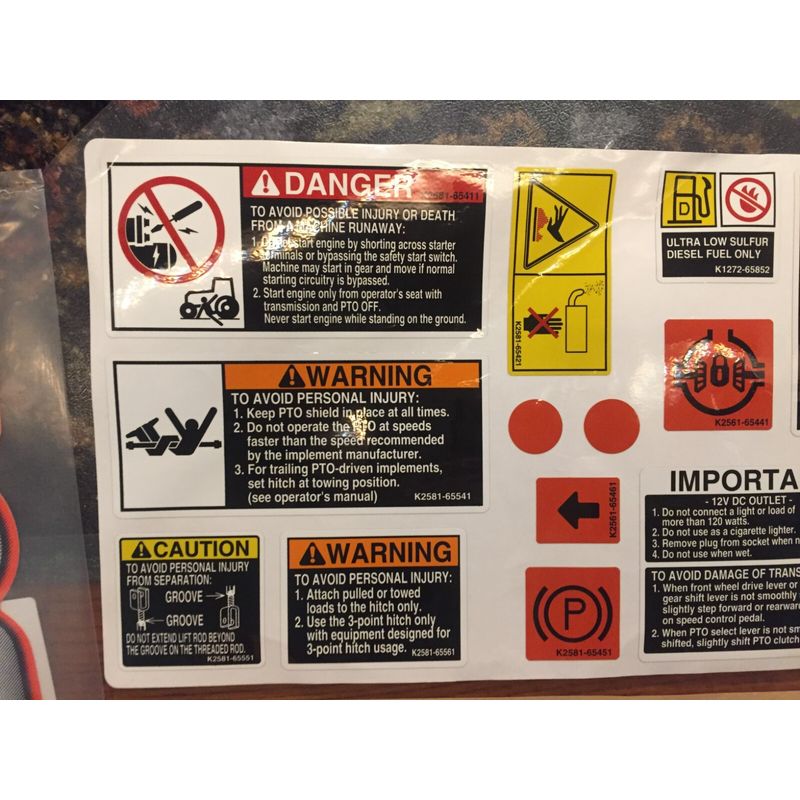 DANGER
K2581-65411
TO AVOID POSSIBLE INJURY OR DEATH
FROM A MACHINE RUNAWAY:
1. Do not start engine by shorting across starter
terminals or bypassing the safety start switch.
Machine may start in gear and move if normal
starting circuitry is bypassed.
2. Start engine only from operator's seat with
transmission and PTO OFF.
Never start engine while standing on the ground.
K2581-65421
D
ULTRA LOW SULFUR
DIESEL FUEL ONLY
K1272-65852
WARNING
TO AVOID PERSONAL INJURY:
1. Keep PTO shield in place at all times.
2. Do not operate the PTO at speeds
faster than the speed recommended
by the implement manufacturer.
3. For trailing PTO-driven implements,
set hitch at towing position.
(see operator's manual)
K2581-65541
K2561-65441
K2561-65461
IMPORTA
- 12V DC OUTLET -
1. Do not connect a light or load of
more than 120 watts.
2. Do not use as a cigarette lighter.
3. Remove plug from socket when n
4. Do not use when wet.
CAUTION
TO AVOID PERSONAL INJURY
FROM SEPARATION:
GROOVE
GROOVE
DO NOT EXTEND LIFT ROD BEYOND
THE GROOVE ON THE THREADED ROD.
K2581-65551
WARNING
TO AVOID PERSONAL INJURY:
1. Attach pulled or towed
loads to the hitch only.
2. Use the 3-point hitch only
with equipment designed for
3-point hitch usage.
K2581-65561
P
K2581-65451
TO AVOID DAMAGE OF TRANS
1. When front wheel drive lever or
gear shift lever is not smoothly
slightly step forward or rearwar
on speed control pedal.
2. When PTO select lever is not sm
shifted, slightly shift PTO clutch